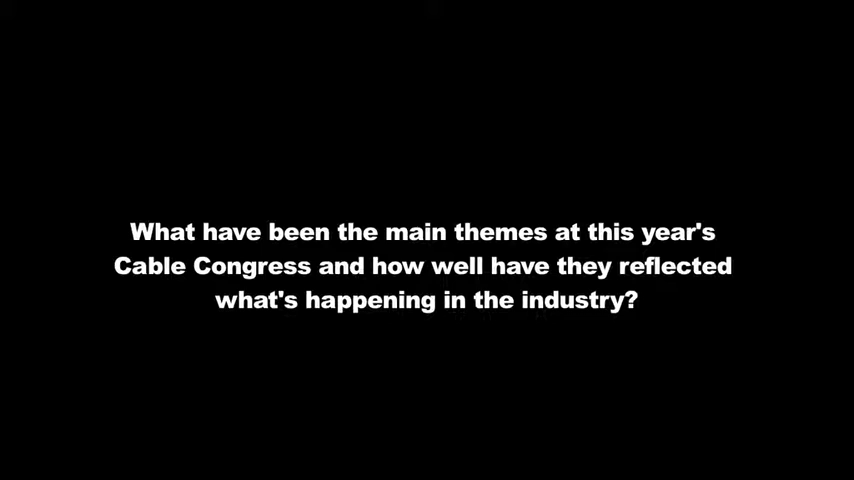 What have been the main themes at this year's
Cable Congress and how well have they reflected
what's happening in the industry?